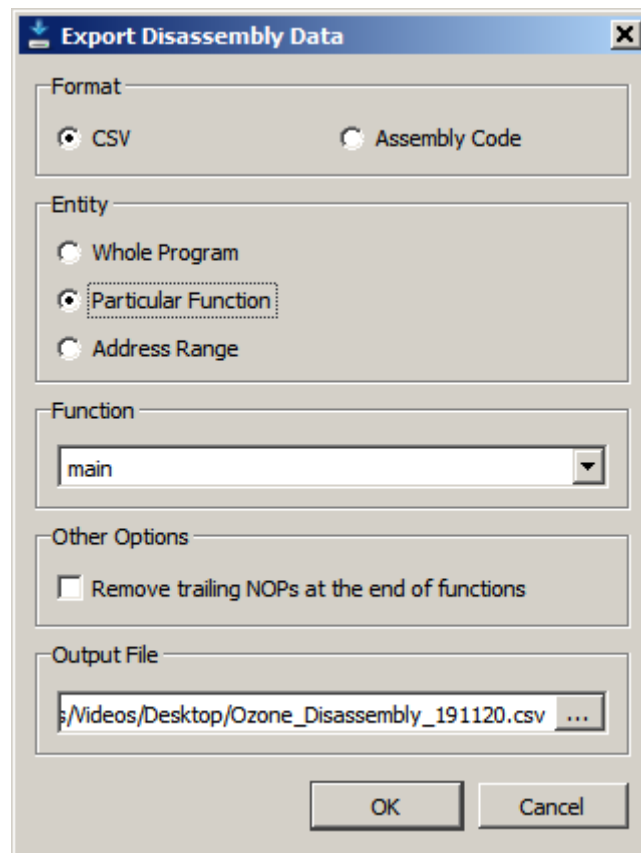 Export Disassembly Data
Format
CSV
Assembly Code
Entity
Whole Program
Particular Function
Address Range
Function
main
Other Options
Remove trailing NOPs at the end of functions
Output File
s/Videos/Desktop/Ozone_Disassembly_191120.csv
...
OK
Cancel